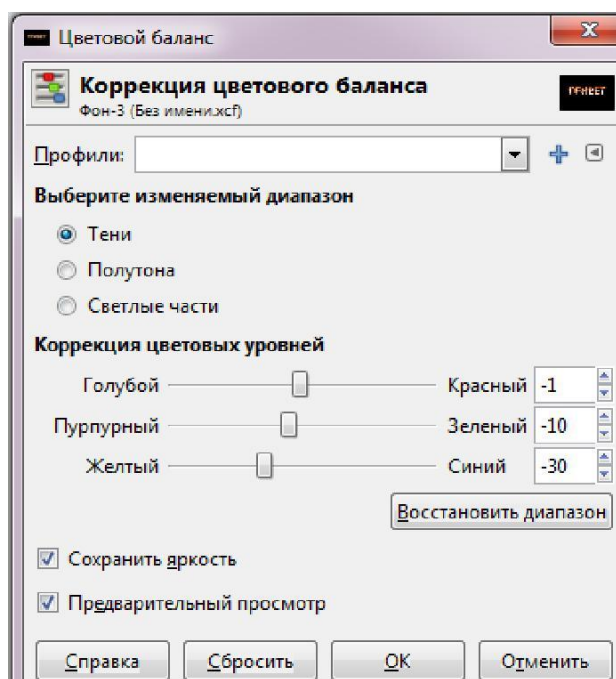 Цветовой баланс
Коррекция цветового баланса
ПРИВЕТ
Фон-3 (Без имени.xcf)
Профили:
Выберите изменяемый диапазон
Тени
Полутона
Светлые части
Коррекция цветовых уровней
Голубой Красный -1
Пурпурный Зеленый -10
Желтый Синий -30
Восстановить диапазон
Сохранить яркость
Предварительный просмотр
Справка Сбросить OK Отменить